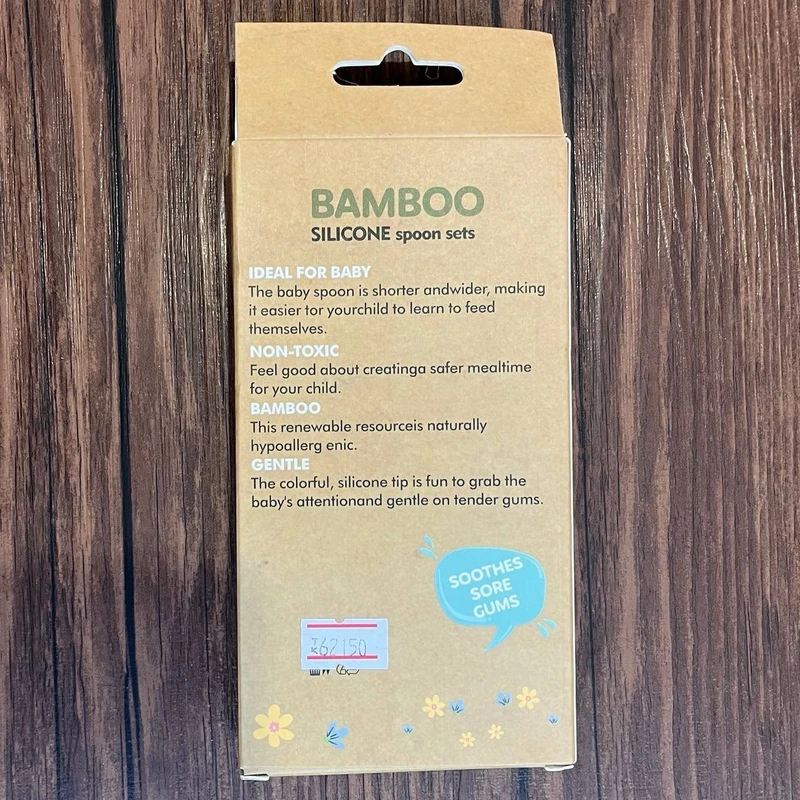 BAMBOO
SILICONE spoon sets
IDEAL FOR BABY
The baby spoon is shorter andwider, making
it easier tor yourchild to learn to feed
themselves.
NON-TOXIC
Feel good about creatinga safer mealtime
for your child.
BAMBOO
This renewable resourceis naturally
hypoallerg enic.
GENTLE
The colorful, silicone tip is fun to grab the
baby's attentionand gentle on tender gums.
SOOTHES
SORE
GUMS
TK62150